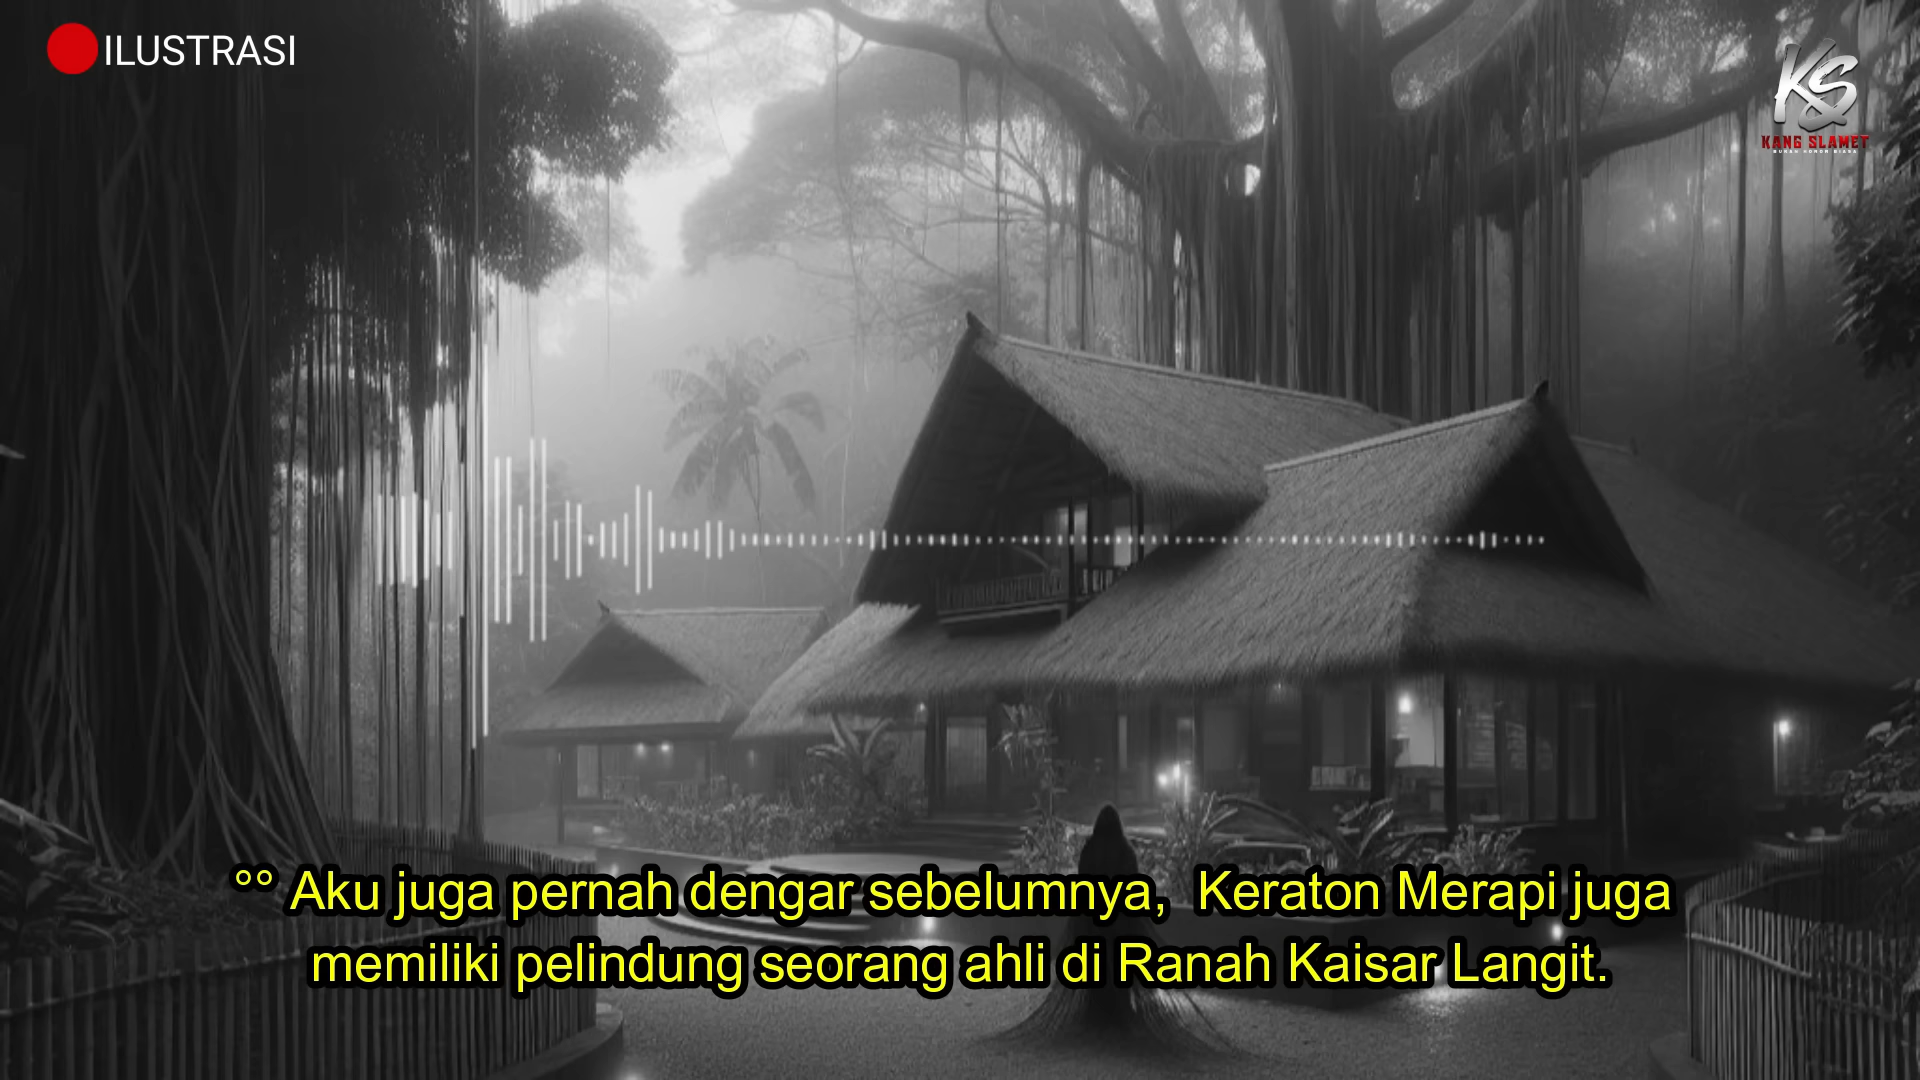 ILUSTRASI
KS
KANG SLAMET
°° Aku juga pernah dengar sebelumnya,  Keraton Merapi juga
memiliki pelindung seorang ahli di Ranah Kaisar Langit.